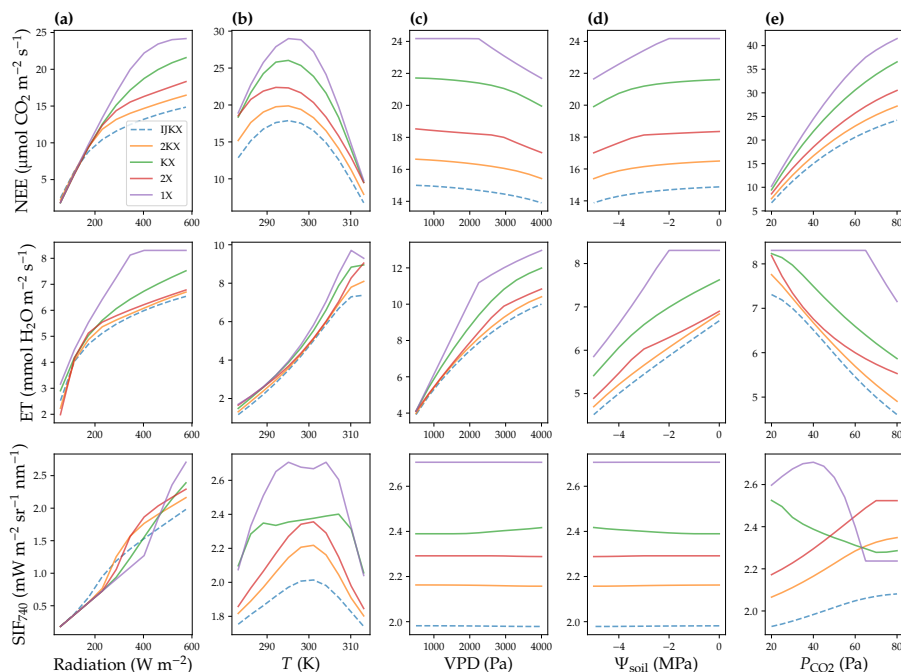 (a) (b) (c) (d) (e)
NEE (μmol CO₂ m⁻² s⁻¹)
25
20
15
10
5
200 400 600
IJKX
2KX
KX
2X
1X
30
25
20
15
10
290 300 310
24
22
20
18
16
14
1000 2000 3000 4000
24
22
20
18
16
14
−4 −2 0
40
35
30
25
20
15
10
20 40 60 80
ET (mmol H₂O m⁻² s⁻¹)
8
7
6
5
4
3
2
200 400 600
10
8
6
4
2
290 300 310
12
10
8
6
4
1000 2000 3000 4000
8
7
6
5
−4 −2 0
8
7
6
5
20 40 60 80
SIF₇₄₀ (mW m⁻² sr⁻¹ nm⁻¹)
2.5
2.0
1.5
1.0
0.5
200 400 600
Radiation (W m⁻²)
2.6
2.4
2.2
2.0
1.8
290 300 310
T (K)
2.6
2.4
2.2
2.0
1000 2000 3000 4000
VPD (Pa)
2.6
2.4
2.2
2.0
−4 −2 0
Ψsoil (MPa)
2.6
2.4
2.2
2.0
20 40 60 80
P_CO2 (Pa)